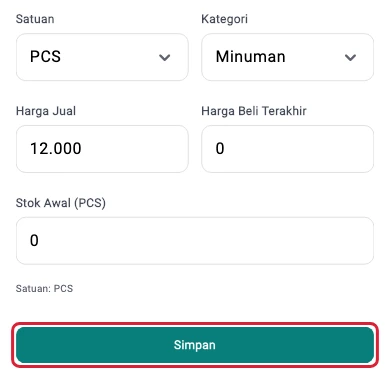 Satuan
Kategori
PCS
Minuman
Harga Jual
Harga Beli Terakhir
12.000
0
Stok Awal (PCS)
0
Satuan: PCS
Simpan